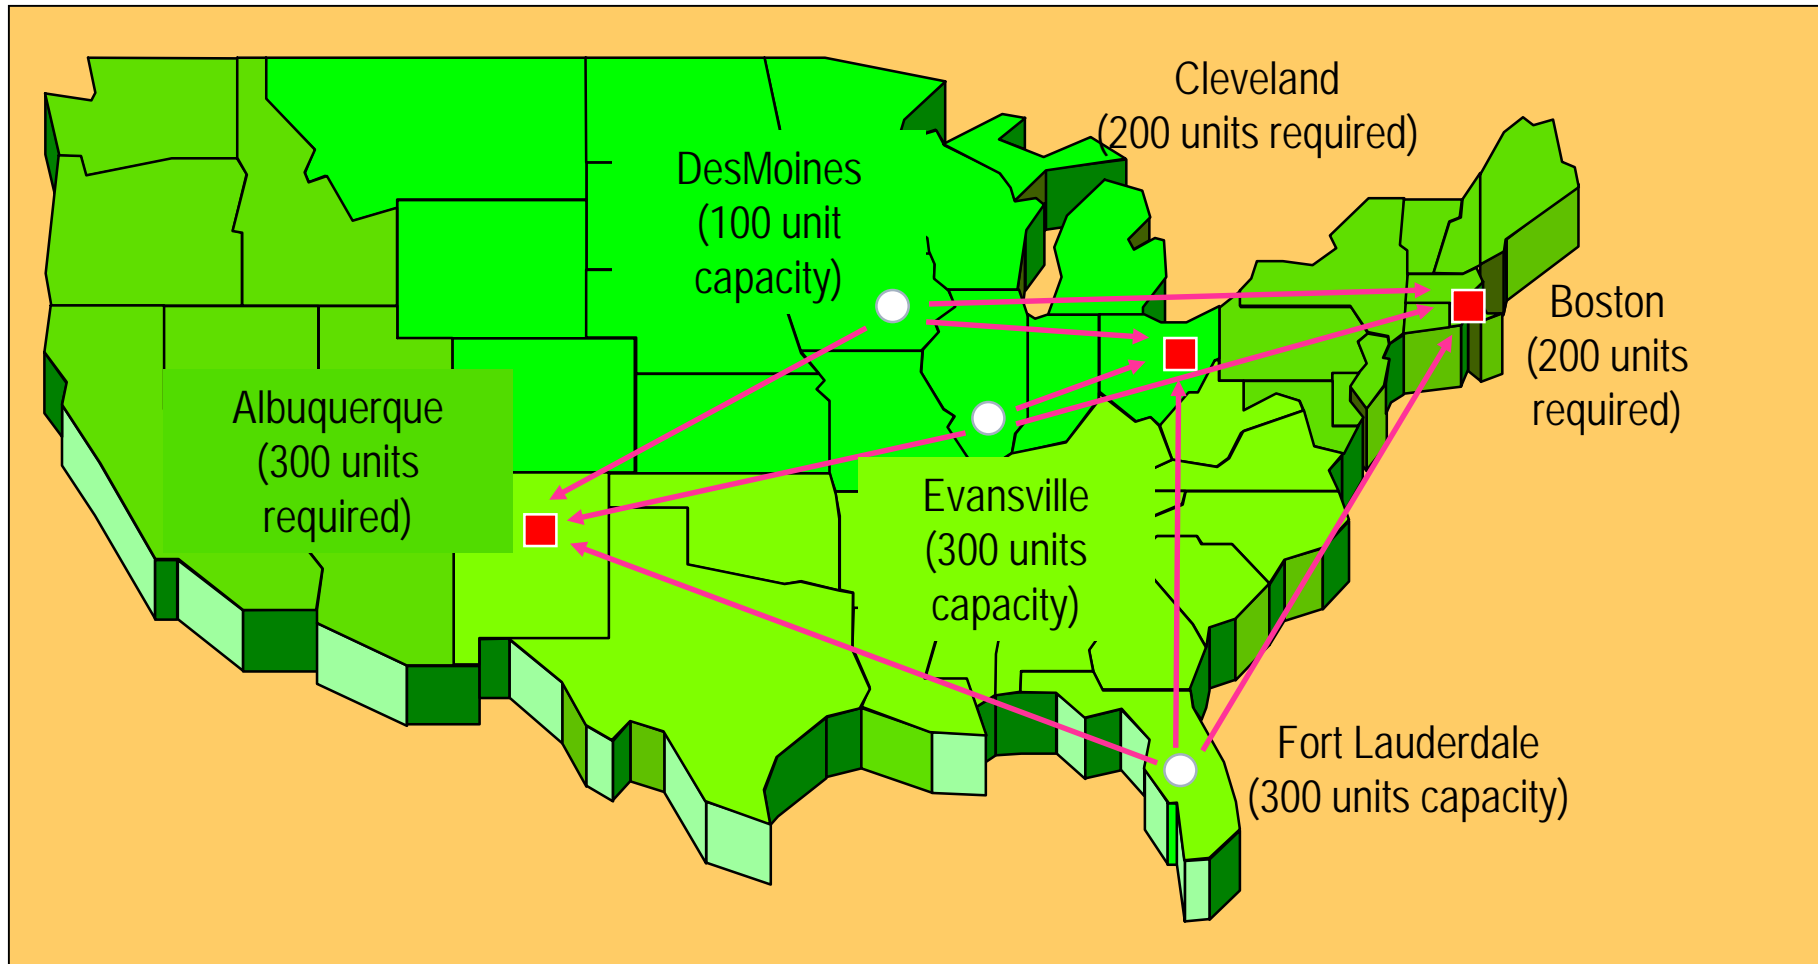 Cleveland
(200 units required)
DesMoines
(100 unit
capacity)
Boston
(200 units
required)
Albuquerque
(300 units
required)
Evansville
(300 units
capacity)
Fort Lauderdale
(300 units capacity)